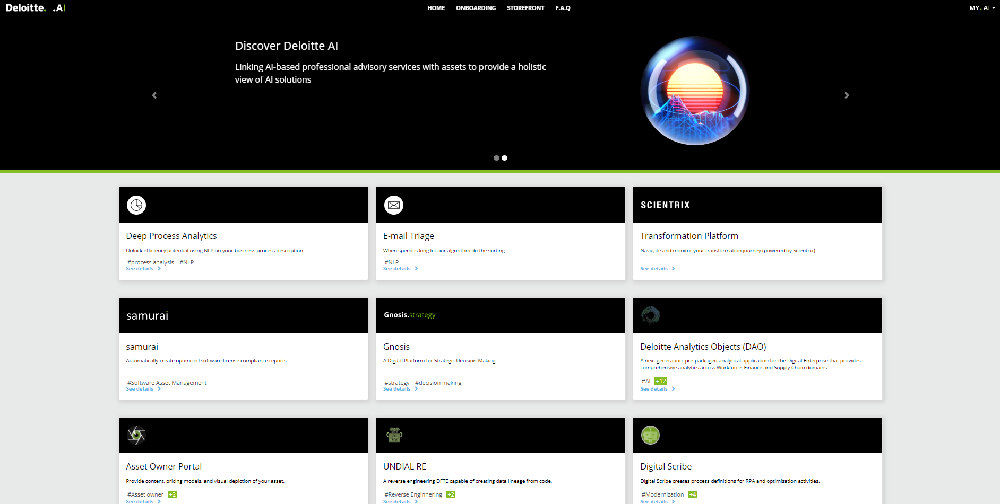 Deloitte. .AI
HOME ONBOARDING STOREFRONT F.A.Q
MY. AI
Discover Deloitte AI
Linking AI-based professional advisory services with assets to provide a holistic
view of AI solutions
Deep Process Analytics
Unlock efficiency potential using NLP on your business process description
#process analysis #NLP
See details
E-mail Triage
When speed is king let our algorithm do the sorting
#NLP
See details
SCIENTRIX
Transformation Platform
Navigate and monitor your transformation journey (powered by Scientrix)
See details
samurai
samurai
Automatically create optimized software license compliance reports.
#Software Asset Management
See details
Gnosis.strategy
Gnosis
A Digital Platform for Strategic Decision-Making
#strategy #decision making
See details
Deloitte Analytics Objects (DAO)
A next generation, pre-packaged analytical application for the Digital Enterprise that provides
comprehensive analytics across Workforce, Finance and Supply Chain domains
#AI +12
See details
Asset Owner Portal
Provide content, pricing models, and visual depiction of your asset.
#Asset owner +2
See details
UNDIAL RE
A reverse engineering DFTE capable of creating data lineage from code.
#Reverse Enginnering +2
See details
Digital Scribe
Digital Scribe creates process definitions for RPA and optimisation activities.
#Modernization +4
See details